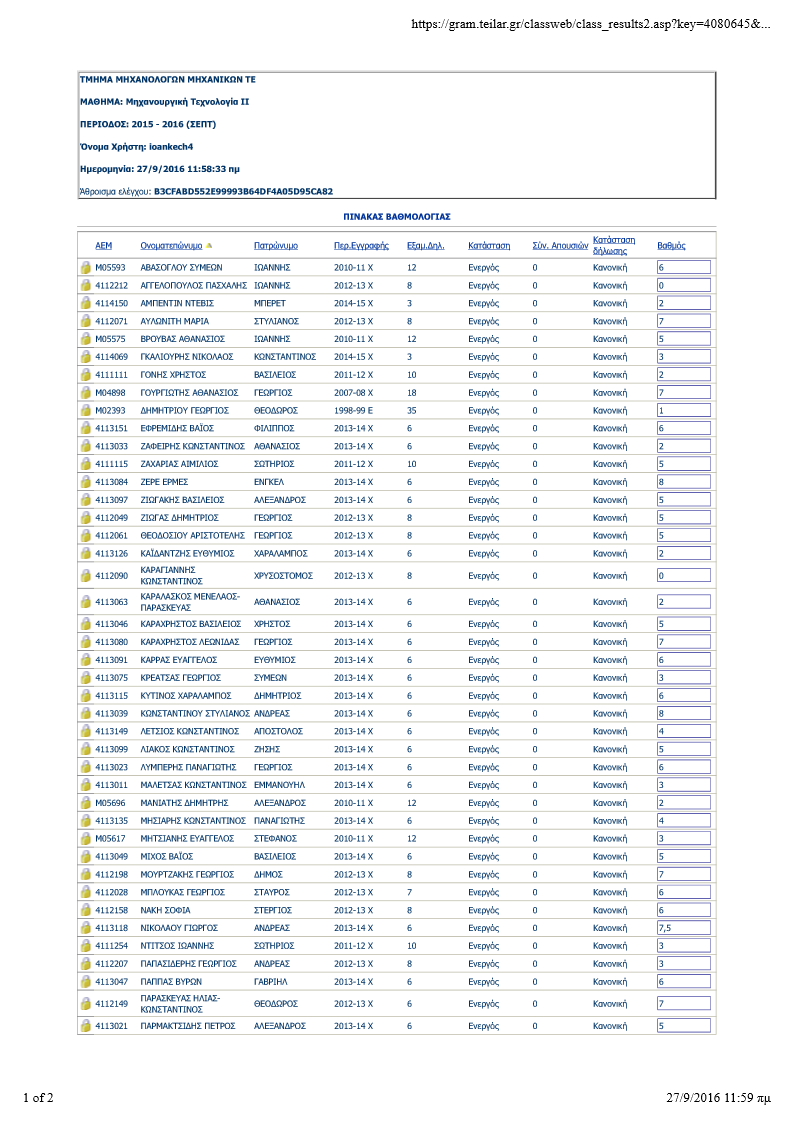 https://gram.teilar.gr/classweb/class_results2.asp?key=4080645&...
ΤΜΗΜΑ ΜΗΧΑΝΟΛΟΓΩΝ ΜΗΧΑΝΙΚΩΝ ΤΕ
ΜΑΘΗΜΑ: Μηχανουργική Τεχνολογία ΙΙ
ΠΕΡΙΟΔΟΣ: 2015 - 2016 (ΣΕΠΤ)
Όνομα Χρήστη: ioankech4
Ημερομηνία: 27/9/2016 11:58:33 πμ
Άθροισμα ελέγχου: B3CFABD552E99993B64DF4A05D95CA82
ΠΙΝΑΚΑΣ ΒΑΘΜΟΛΟΓΙΑΣ
ΑΕΜ Ονοματεπώνυμο Πατρώνυμο Περ.Εγγραφής Εξαμ.Δηλ. Κατάσταση Σύν. Απουσιών Κατάσταση δήλωσης Βαθμός
M05593 ΑΒΑΣΟΓΛΟΥ ΣΥΜΕΩΝ ΙΩΑΝΝΗΣ 2010-11 Χ 12 Ενεργός 0 Κανονική 6
4112212 ΑΓΓΕΛΟΠΟΥΛΟΣ ΠΑΣΧΑΛΗΣ ΙΩΑΝΝΗΣ 2012-13 Χ 8 Ενεργός 0 Κανονική 0
4114150 ΑΜΠΕΝΤΙΝ ΝΤΕΒΙΣ ΜΠΕΡΕΤ 2014-15 Χ 3 Ενεργός 0 Κανονική 2
4112071 ΑΥΛΩΝΙΤΗ ΜΑΡΙΑ ΣΤΥΛΙΑΝΟΣ 2012-13 Χ 8 Ενεργός 0 Κανονική 7
M05575 ΒΡΟΥΒΑΣ ΑΘΑΝΑΣΙΟΣ ΙΩΑΝΝΗΣ 2010-11 Χ 12 Ενεργός 0 Κανονική 5
4114069 ΓΚΑΛΙΟΥΡΗΣ ΝΙΚΟΛΑΟΣ ΚΩΝΣΤΑΝΤΙΝΟΣ 2014-15 Χ 3 Ενεργός 0 Κανονική 3
4111111 ΓΟΝΗΣ ΧΡΗΣΤΟΣ ΒΑΣΙΛΕΙΟΣ 2011-12 Χ 10 Ενεργός 0 Κανονική 2
M04898 ΓΟΥΡΓΙΩΤΗΣ ΑΘΑΝΑΣΙΟΣ ΓΕΩΡΓΙΟΣ 2007-08 Χ 18 Ενεργός 0 Κανονική 7
M02393 ΔΗΜΗΤΡΙΟΥ ΓΕΩΡΓΙΟΣ ΘΕΟΔΩΡΟΣ 1998-99 Ε 35 Ενεργός 0 Κανονική 1
4113151 ΕΦΡΕΜΙΔΗΣ ΒΑΪΟΣ ΦΙΛΙΠΠΟΣ 2013-14 Χ 6 Ενεργός 0 Κανονική 6
4113033 ΖΑΦΕΙΡΗΣ ΚΩΝΣΤΑΝΤΙΝΟΣ ΑΘΑΝΑΣΙΟΣ 2013-14 Χ 6 Ενεργός 0 Κανονική 2
4111115 ΖΑΧΑΡΙΑΣ ΑΙΜΙΛΙΟΣ ΣΩΤΗΡΙΟΣ 2011-12 Χ 10 Ενεργός 0 Κανονική 5
4113084 ΖΕΡΕ ΕΡΜΕΣ ΕΝΓΚΕΛ 2013-14 Χ 6 Ενεργός 0 Κανονική 8
4113097 ΖΙΩΓΑΚΗΣ ΒΑΣΙΛΕΙΟΣ ΑΛΕΞΑΝΔΡΟΣ 2013-14 Χ 6 Ενεργός 0 Κανονική 5
4112049 ΖΙΩΓΑΣ ΔΗΜΗΤΡΙΟΣ ΓΕΩΡΓΙΟΣ 2012-13 Χ 8 Ενεργός 0 Κανονική 5
4112061 ΘΕΟΔΟΣΙΟΥ ΑΡΙΣΤΟΤΕΛΗΣ ΓΕΩΡΓΙΟΣ 2012-13 Χ 8 Ενεργός 0 Κανονική 5
4113126 ΚΑΪΔΑΝΤΖΗΣ ΕΥΘΥΜΙΟΣ ΧΑΡΑΛΑΜΠΟΣ 2013-14 Χ 6 Ενεργός 0 Κανονική 2
4112090 ΚΑΡΑΓΙΑΝΝΗΣ ΚΩΝΣΤΑΝΤΙΝΟΣ ΧΡΥΣΟΣΤΟΜΟΣ 2012-13 Χ 8 Ενεργός 0 Κανονική 0
4113063 ΚΑΡΑΛΑΣΚΟΣ ΜΕΝΕΛΑΟΣ-ΠΑΡΑΣΚΕΥΑΣ ΑΘΑΝΑΣΙΟΣ 2013-14 Χ 6 Ενεργός 0 Κανονική 2
4113046 ΚΑΡΑΧΡΗΣΤΟΣ ΒΑΣΙΛΕΙΟΣ ΧΡΗΣΤΟΣ 2013-14 Χ 6 Ενεργός 0 Κανονική 5
4113080 ΚΑΡΑΧΡΗΣΤΟΣ ΛΕΩΝΙΔΑΣ ΓΕΩΡΓΙΟΣ 2013-14 Χ 6 Ενεργός 0 Κανονική 7
4113091 ΚΑΡΡΑΣ ΕΥΑΓΓΕΛΟΣ ΕΥΘΥΜΙΟΣ 2013-14 Χ 6 Ενεργός 0 Κανονική 6
4113075 ΚΡΕΑΤΣΑΣ ΓΕΩΡΓΙΟΣ ΣΥΜΕΩΝ 2013-14 Χ 6 Ενεργός 0 Κανονική 3
4113115 ΚΥΤΙΝΟΣ ΧΑΡΑΛΑΜΠΟΣ ΔΗΜΗΤΡΙΟΣ 2013-14 Χ 6 Ενεργός 0 Κανονική 6
4113039 ΚΩΝΣΤΑΝΤΙΝΟΥ ΣΤΥΛΙΑΝΟΣ ΑΝΔΡΕΑΣ 2013-14 Χ 6 Ενεργός 0 Κανονική 8
4113149 ΛΕΤΣΙΟΣ ΚΩΝΣΤΑΝΤΙΝΟΣ ΑΠΟΣΤΟΛΟΣ 2013-14 Χ 6 Ενεργός 0 Κανονική 4
4113099 ΛΙΑΚΟΣ ΚΩΝΣΤΑΝΤΙΝΟΣ ΖΗΣΗΣ 2013-14 Χ 6 Ενεργός 0 Κανονική 5
4113023 ΛΥΜΠΕΡΗΣ ΠΑΝΑΓΙΩΤΗΣ ΓΕΩΡΓΙΟΣ 2013-14 Χ 6 Ενεργός 0 Κανονική 6
4113011 ΜΑΛΕΤΣΑΣ ΚΩΝΣΤΑΝΤΙΝΟΣ ΕΜΜΑΝΟΥΗΛ 2013-14 Χ 6 Ενεργός 0 Κανονική 3
M05696 ΜΑΝΙΑΤΗΣ ΔΗΜΗΤΡΗΣ ΑΛΕΞΑΝΔΡΟΣ 2010-11 Χ 12 Ενεργός 0 Κανονική 2
4113135 ΜΗΣΙΑΡΗΣ ΚΩΝΣΤΑΝΤΙΝΟΣ ΠΑΝΑΓΙΩΤΗΣ 2013-14 Χ 6 Ενεργός 0 Κανονική 4
M05617 ΜΗΤΣΙΑΝΗΣ ΕΥΑΓΓΕΛΟΣ ΣΤΕΦΑΝΟΣ 2010-11 Χ 12 Ενεργός 0 Κανονική 3
4113049 ΜΙΧΟΣ ΒΑΪΟΣ ΒΑΣΙΛΕΙΟΣ 2013-14 Χ 6 Ενεργός 0 Κανονική 5
4112198 ΜΟΥΡΤΖΑΚΗΣ ΓΕΩΡΓΙΟΣ ΔΗΜΟΣ 2012-13 Χ 8 Ενεργός 0 Κανονική 7
4112028 ΜΠΛΟΥΚΑΣ ΓΕΩΡΓΙΟΣ ΣΤΑΥΡΟΣ 2012-13 Χ 7 Ενεργός 0 Κανονική 6
4112158 ΝΑΚΗ ΣΟΦΙΑ ΣΤΕΡΓΙΟΣ 2012-13 Χ 8 Ενεργός 0 Κανονική 6
4113118 ΝΙΚΟΛΑΟΥ ΓΙΩΡΓΟΣ ΑΝΔΡΕΑΣ 2013-14 Χ 6 Ενεργός 0 Κανονική 7,5
4111254 ΝΤΙΤΣΟΣ ΙΩΑΝΝΗΣ ΣΩΤΗΡΙΟΣ 2011-12 Χ 10 Ενεργός 0 Κανονική 3
4112207 ΠΑΠΑΣΙΔΕΡΗΣ ΓΕΩΡΓΙΟΣ ΑΝΔΡΕΑΣ 2012-13 Χ 8 Ενεργός 0 Κανονική 3
4113047 ΠΑΠΠΑΣ ΒΥΡΩΝ ΓΑΒΡΙΗΛ 2013-14 Χ 6 Ενεργός 0 Κανονική 6
4112149 ΠΑΡΑΣΚΕΥΑΣ ΗΛΙΑΣ-ΚΩΝΣΤΑΝΤΙΝΟΣ ΘΕΟΔΩΡΟΣ 2012-13 Χ 6 Ενεργός 0 Κανονική 7
4113021 ΠΑΡΜΑΚΤΣΙΔΗΣ ΠΕΤΡΟΣ ΑΛΕΞΑΝΔΡΟΣ 2013-14 Χ 6 Ενεργός 0 Κανονική 5
1 of 2 27/9/2016 11:59 πμ